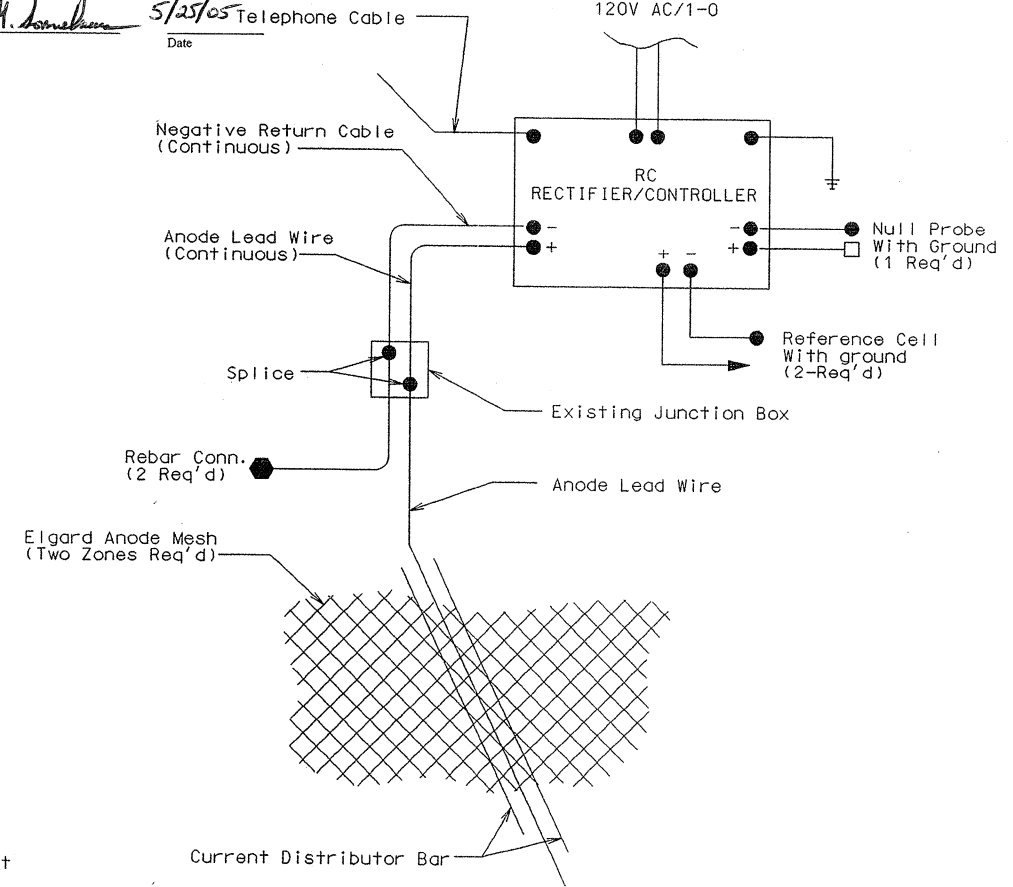 5/25/05
Date
Telephone Cable
120V AC/1-O
Negative Return Cable
(Continuous)
RC
RECTIFIER/CONTROLLER
Anode Lead Wire
(Continuous)
-
+
-
+
Null Probe
With Ground
(1 Req'd)
+ -
Reference Cell
With ground
(2-Req'd)
Splice
Existing Junction Box
Rebar Conn.
(2 Req'd)
Anode Lead Wire
Elgard Anode Mesh
(Two Zones Req'd)
Current Distributor Bar
t